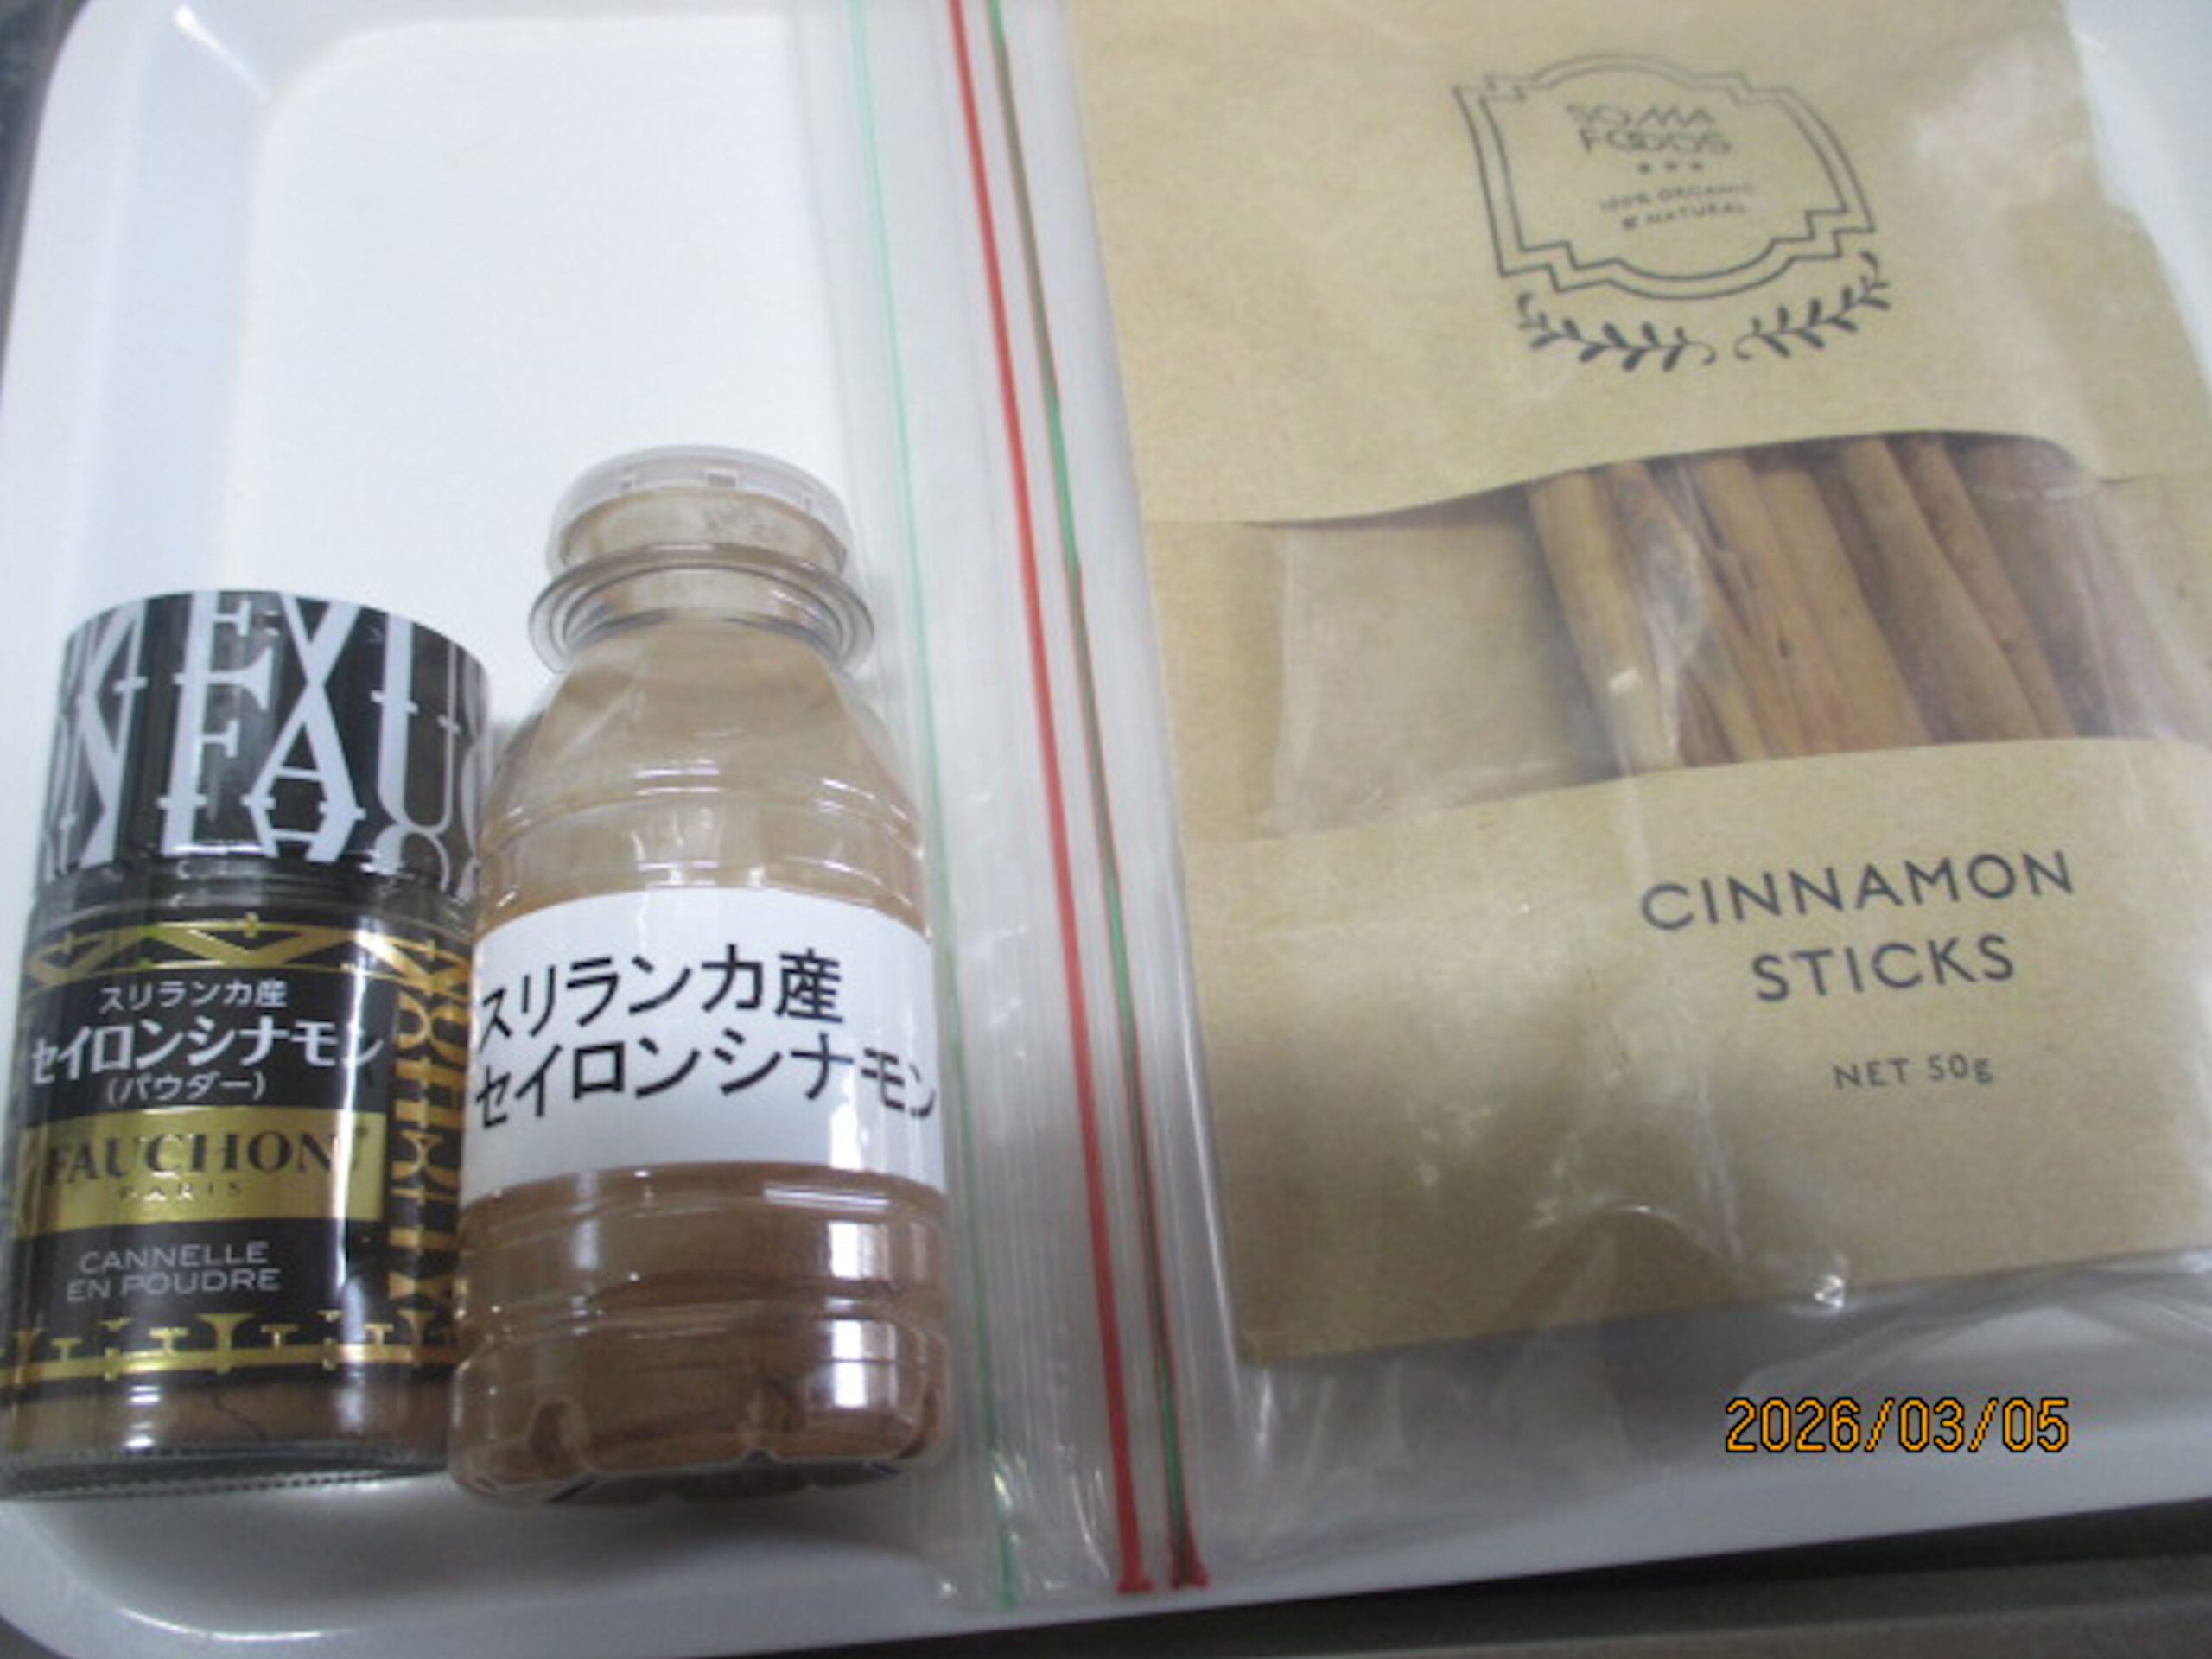 FAUCHON
スリランカ産
セイロンシナモン
(パウダー)
FAUCHON
PARIS
CANNELLE
EN POUDRE
スリランカ産
セイロンシナモン
SOMA
FOODS
100% ORGANIC
& NATURAL
CINNAMON
STICKS
NET 50g
2026/03/05